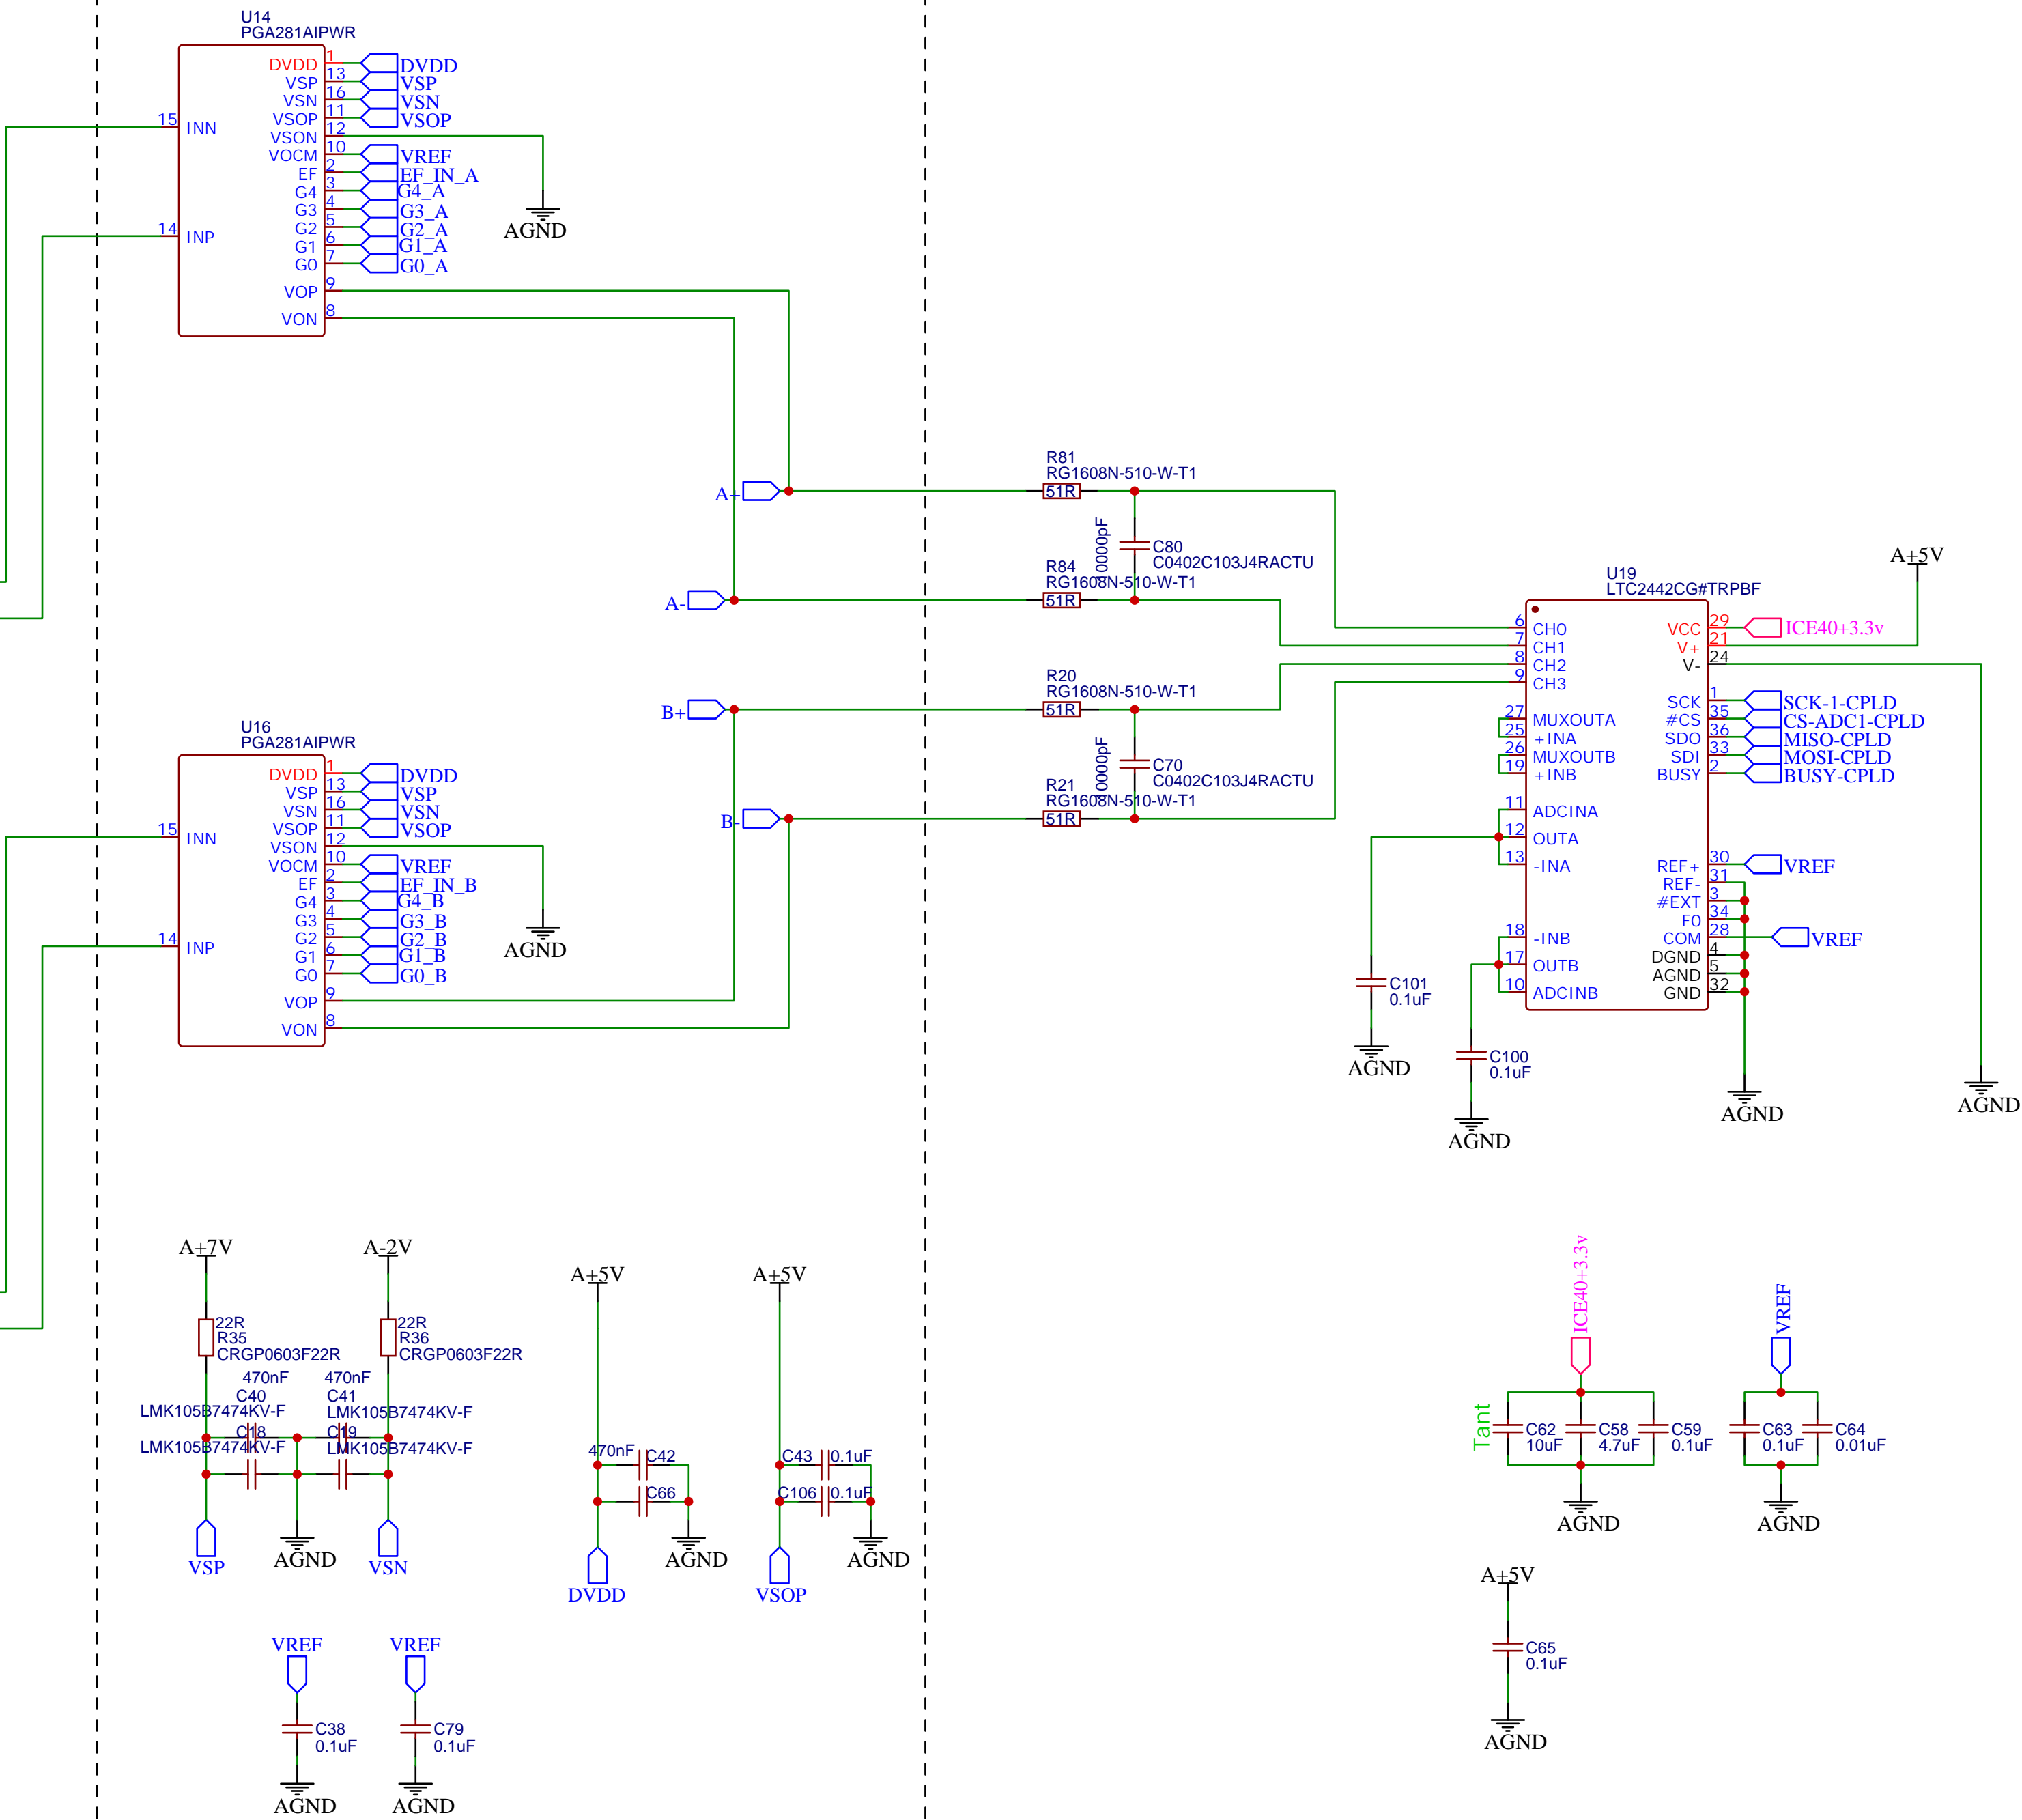 U14
PGA281AIPWR
DVDD 1 DVDD
VSP 13 VSP
VSN 16 VSN
VSOP 11 VSOP
15 INN
VSON 12
VOCM 10 VREF
EF 2 EF_IN_A
G4 3 G4_A
G3 4 G3_A
14 INP
G2 5 G2_A
G1 6 G1_A
G0 7 G0_A
VOP 9
VON 8
AGND
A+
A-
B+
B-
U16
PGA281AIPWR
DVDD 1 DVDD
VSP 13 VSP
VSN 16 VSN
VSOP 11 VSOP
15 INN
VSON 12
VOCM 10 VREF
EF 2 EF_IN_B
G4 3 G4_B
G3 4 G3_B
14 INP
G2 5 G2_B
G1 6 G1_B
G0 7 G0_B
VOP 9
VON 8
AGND
R81
RG1608N-510-W-T1
51R
10000pF
C80
C0402C103J4RACTU
R84
RG1608N-510-W-T1
51R
R20
RG1608N-510-W-T1
51R
10000pF
C70
C0402C103J4RACTU
R21
RG1608N-510-W-T1
51R
A+5V
U19
LTC2442CG#TRPBF
6 CH0
7 CH1
8 CH2
9 CH3
27 MUXOUTA
25 +INA
26 MUXOUTB
19 +INB
11 ADCINA
12 OUTA
13 -INA
18 -INB
17 OUTB
10 ADCINB
VCC 29 ICE40+3.3v
V+ 21
V- 24
SCK 1 SCK-1-CPLD
#CS 35 CS-ADC1-CPLD
SDO 36 MISO-CPLD
SDI 33 MOSI-CPLD
BUSY 2 BUSY-CPLD
REF+ 30 VREF
REF- 31
#EXT 3
F0 34
COM 28 VREF
DGND 4
AGND 5
GND 32
C101
0.1uF
AGND
C100
0.1uF
AGND
AGND
AGND
A+7V
A-2V
22R
R35
CRGP0603F22R
22R
R36
CRGP0603F22R
470nF
C40
LMK105B7474KV-F
C18
LMK105B7474KV-F
470nF
C41
LMK105B7474KV-F
C19
LMK105B7474KV-F
VSP
AGND
VSN
A+5V
470nF
C42
C66
AGND
DVDD
A+5V
C43 0.1uF
C106 0.1uF
AGND
VSOP
VREF
C38
0.1uF
AGND
VREF
C79
0.1uF
AGND
ICE40+3.3v
Tant
C62
10uF
C58
4.7uF
C59
0.1uF
AGND
VREF
C63
0.1uF
C64
0.01uF
AGND
A+5V
C65
0.1uF
AGND